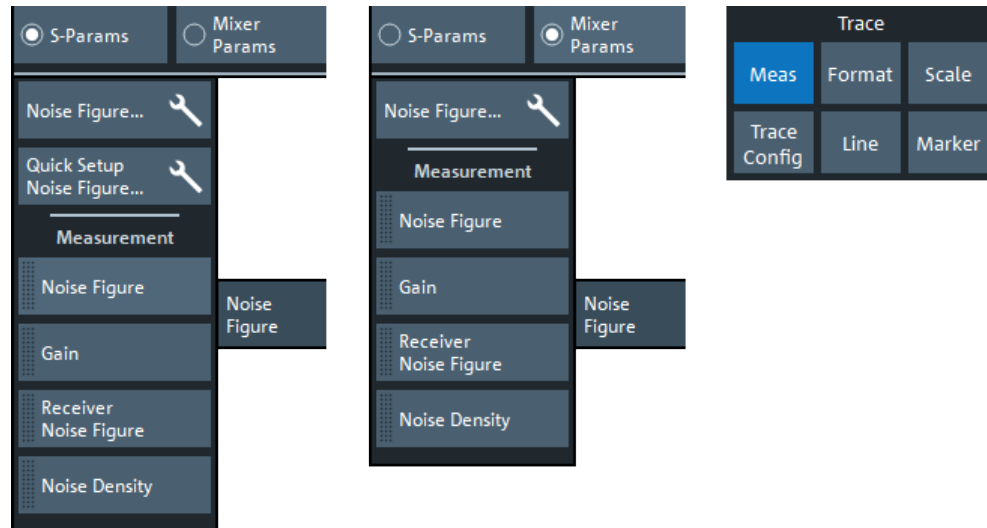 S-Params
Mixer
Params
Noise Figure...
Quick Setup
Noise Figure...
Measurement
Noise Figure
Gain
Receiver
Noise Figure
Noise Density
Noise
Figure
S-Params
Mixer
Params
Noise Figure...
Measurement
Noise Figure
Gain
Receiver
Noise Figure
Noise Density
Noise
Figure
Trace
Meas
Format
Scale
Trace
Config
Line
Marker